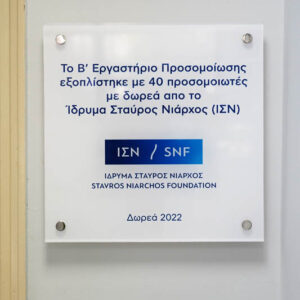 Το Β' Εργαστήριο Προσομοίωσης
εξοπλίστηκε με 40 προσομοιωτές
με δωρεά απο το
Ίδρυμα Σταύρος Νιάρχος (ΙΣΝ)
ΙΣΝ / SNF
ΙΔΡΥΜΑ ΣΤΑΥΡΟΣ ΝΙΑΡΧΟΣ
STAVROS NIARCHOS FOUNDATION
Δωρεά 2022